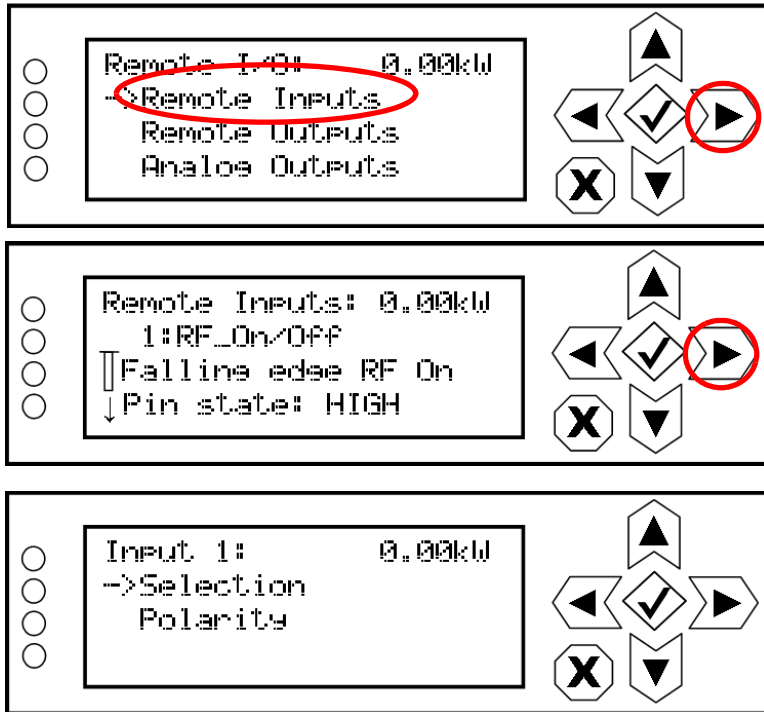 Remote I/O: 0.00kW
->Remote Inputs
Remote Outputs
Analog Outputs
X
Remote Inputs: 0.00kW
1:RF_On/Off
Falling edge RF On
↓Pin state: HIGH
X
Input 1: 0.00kW
->Selection
Polarity
X